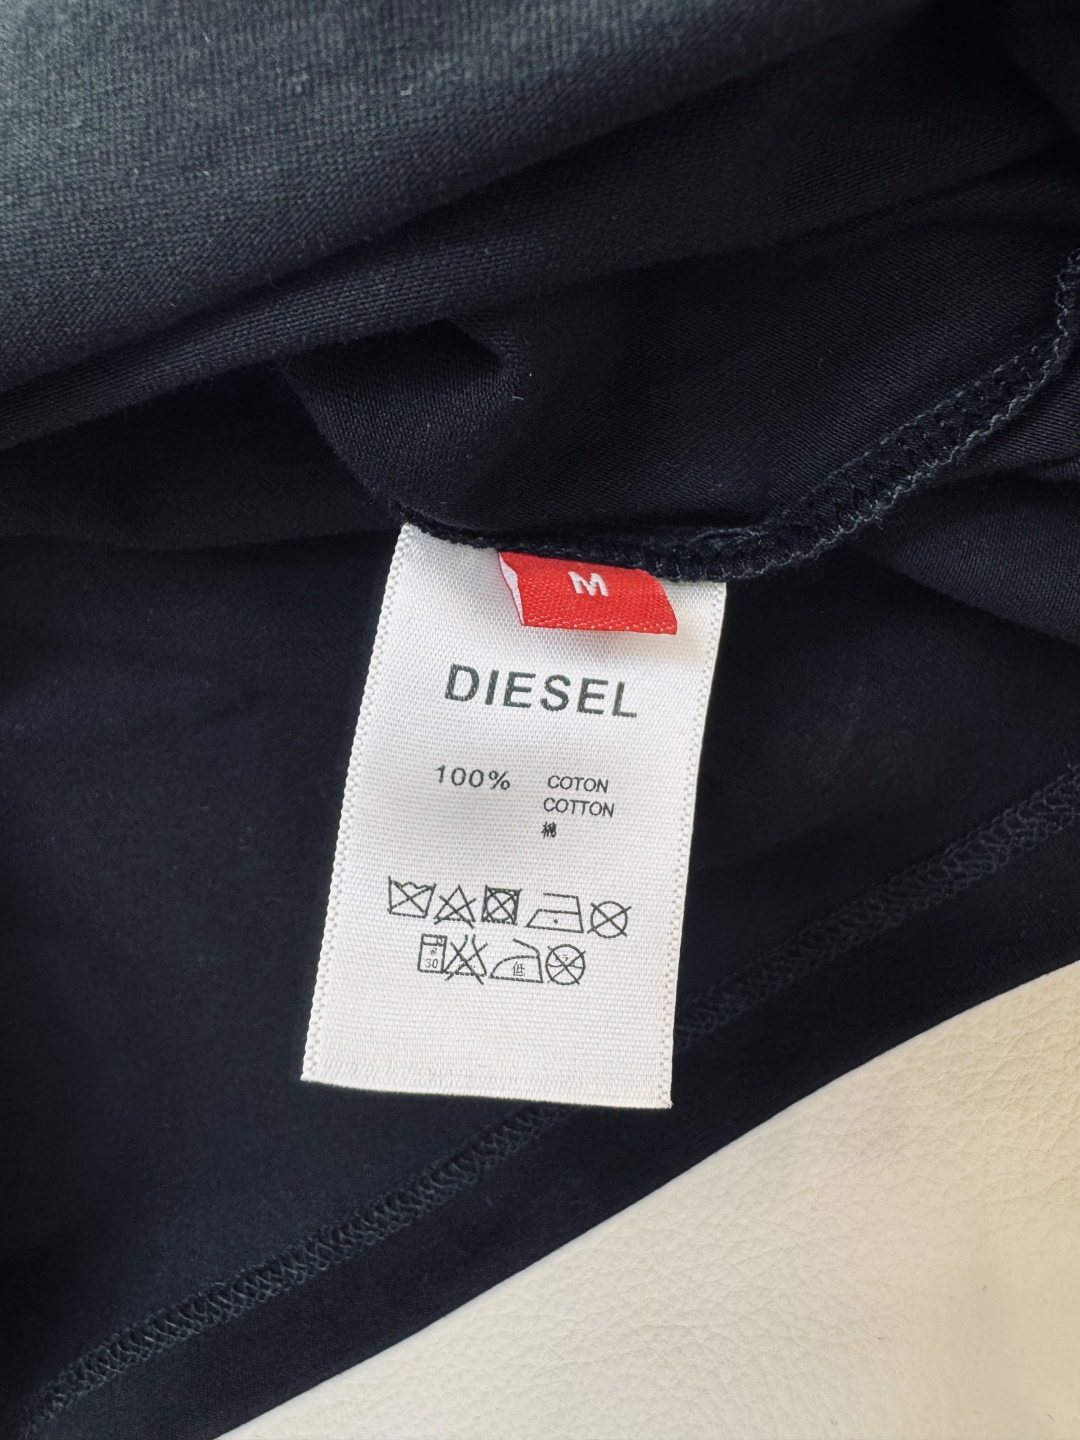 M
DIESEL
100% COTON
COTTON
棉
30
低